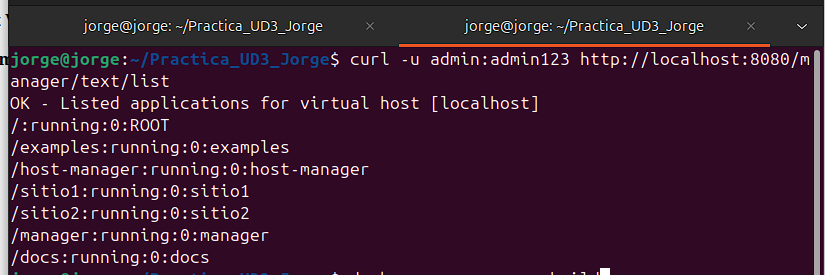 jorge@jorge: ~/Practica_UD3_Jorge
jorge@jorge: ~/Practica_UD3_Jorge
jorge@jorge:~/Practica_UD3_Jorge$ curl -u admin:admin123 http://localhost:8080/m
anager/text/list
OK - Listed applications for virtual host [localhost]
/:running:0:ROOT
/examples:running:0:examples
/host-manager:running:0:host-manager
/sitio1:running:0:sitio1
/sitio2:running:0:sitio2
/manager:running:0:manager
/docs:running:0:docs